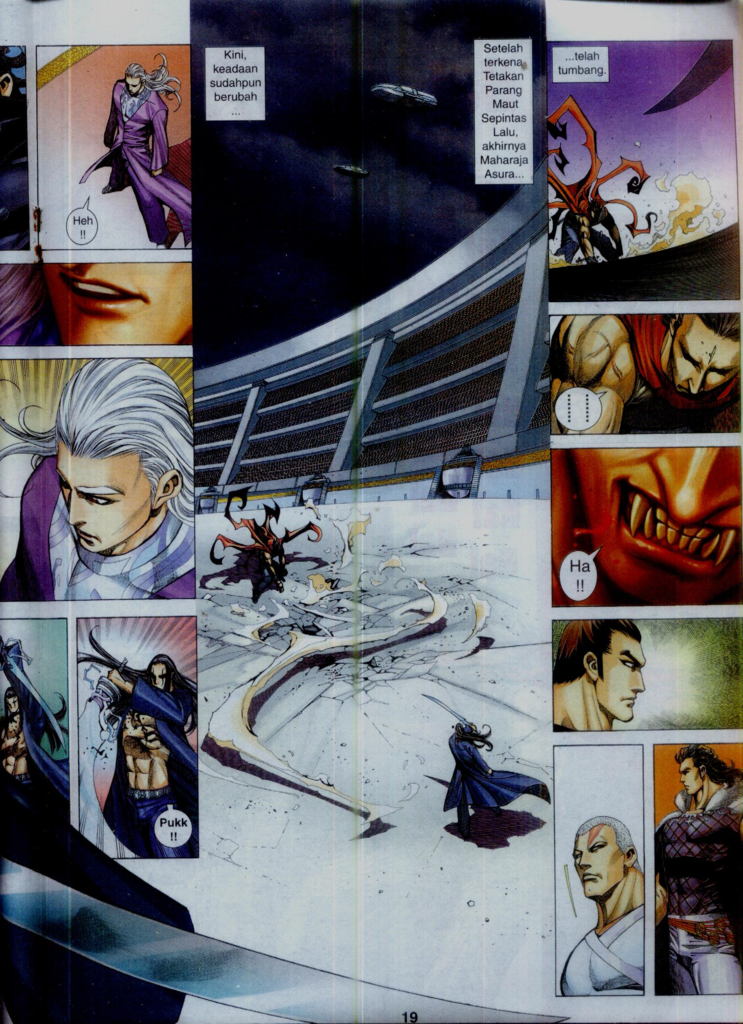 Kini,
keadaan
sudahpun
berubah
...
Setelah
terkena
Tetakan
Parang
Maut
Sepintas
Lalu,
akhirnya
Maharaja
Asura...
...telah
tumbang.
Heh
!!
Ha
!!
Pukk
!!
19